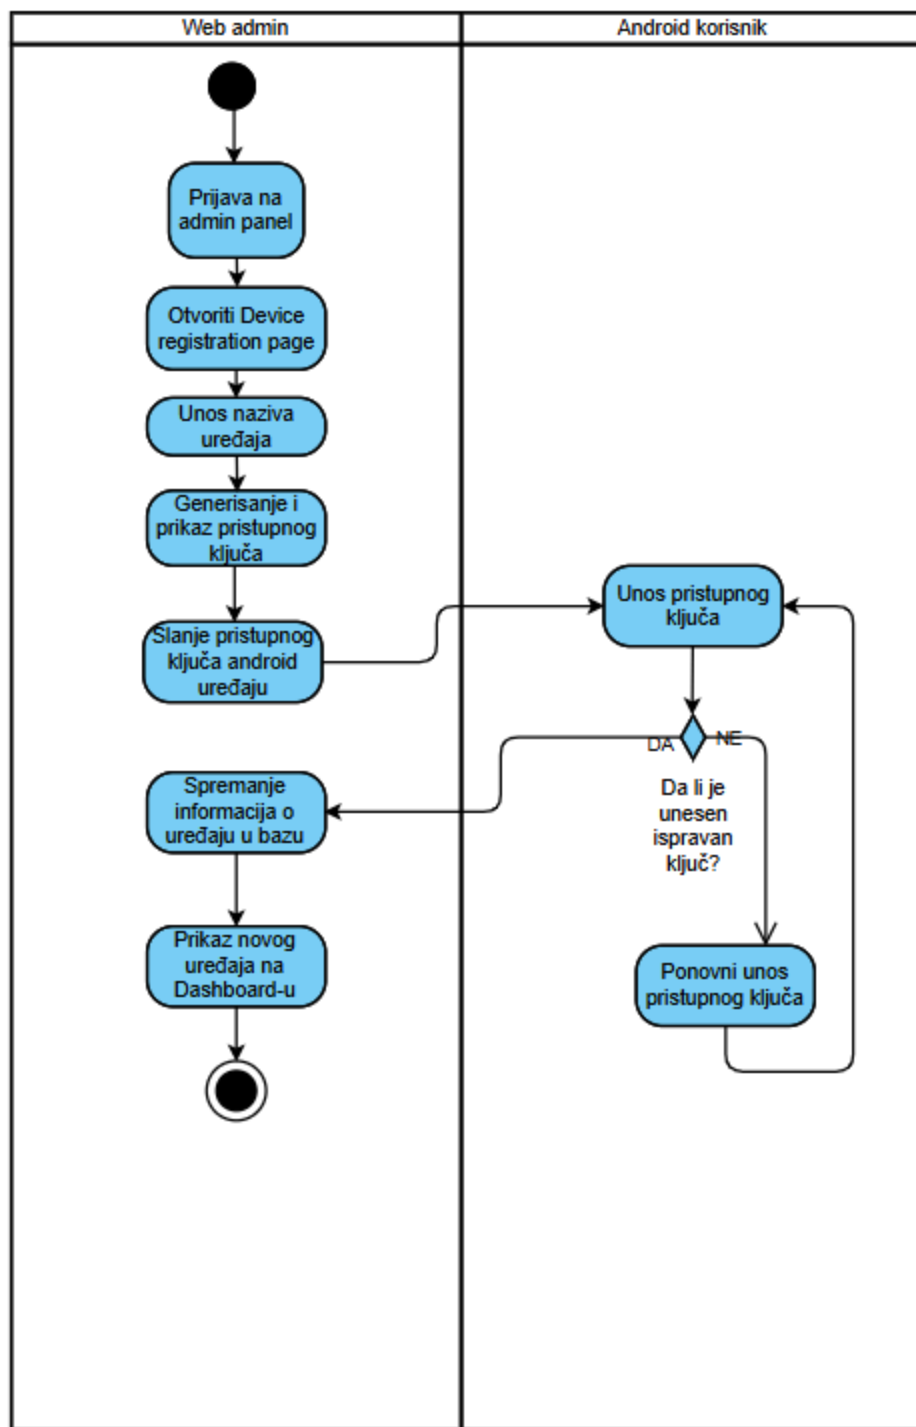 Web admin
Android korisnik
Prijava na
admin panel
Otvoriti Device
registration page
Unos naziva
uređaja
Generisanje i
prikaz pristupnog
ključa
Slanje pristupnog
ključa android
uređaju
Unos pristupnog
ključa
DA
NE
Da li je
unesen
ispravan
ključ?
Spremanje
informacija o
uređaju u bazu
Prikaz novog
uređaja na
Dashboard-u
Ponovni unos
pristupnog ključa